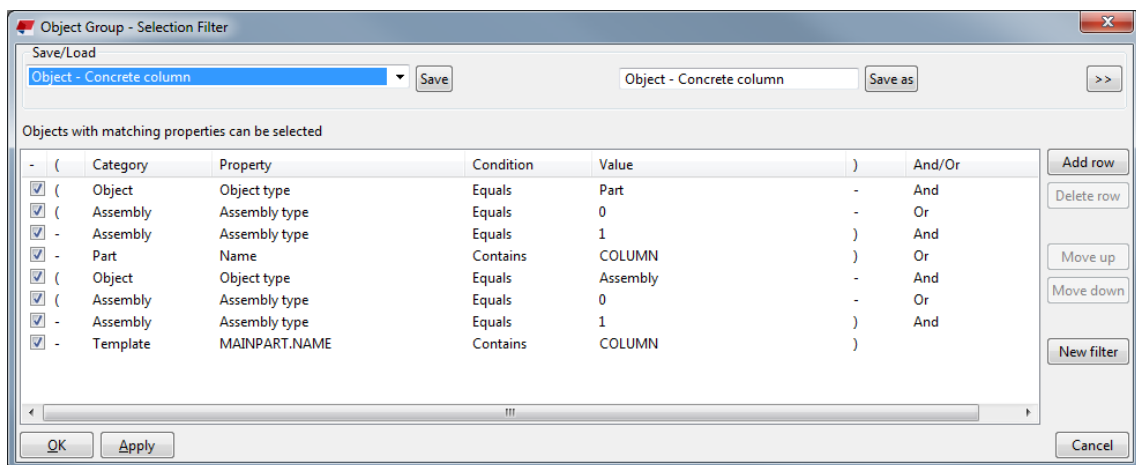 Object Group - Selection Filter
Save/Load
Object - Concrete column Save Object - Concrete column Save as >>
Objects with matching properties can be selected
- ( Category Property Condition Value ) And/Or Add row
( Object Object type Equals Part - And
Delete row
( Assembly Assembly type Equals 0 - Or
- Assembly Assembly type Equals 1 ) And
- Part Name Contains COLUMN ) Or Move up
( Object Object type Equals Assembly - And
Move down
( Assembly Assembly type Equals 0 - Or
- Assembly Assembly type Equals 1 ) And
- Template MAINPART.NAME Contains COLUMN )
New filter
OK Apply Cancel